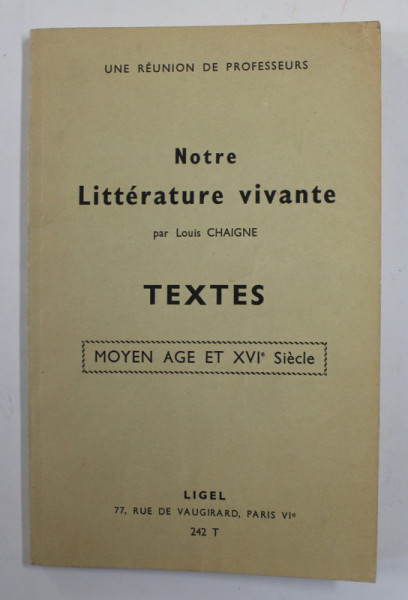 UNE RÉUNION DE PROFESSEURS
Notre
Littérature vivante
par Louis CHAIGNE
TEXTES
MOYEN AGE ET XVIᵉ Siècle
LIGEL
77, RUE DE VAUGIRARD, PARIS VIᵉ
242 T